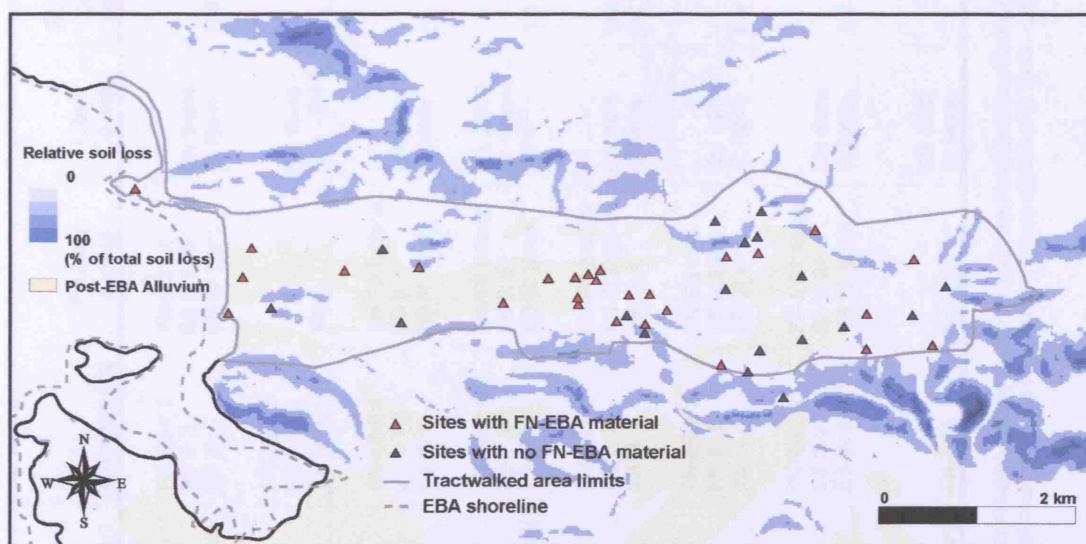 Relative soil loss
0
100
(% of total soil loss)
Post-EBA Alluvium
N
W E
S
Sites with FN-EBA material
Sites with no FN-EBA material
Tractwalked area limits
EBA shoreline
0 2 km